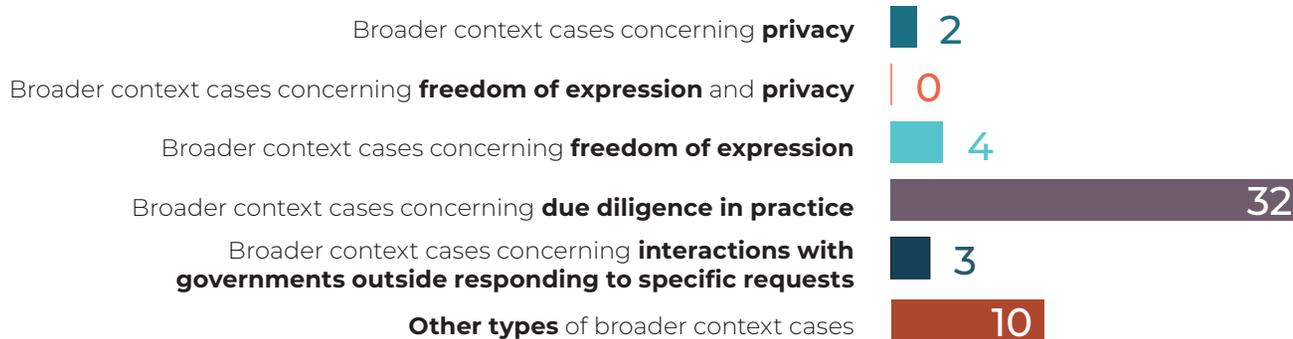 Broader context cases concerning privacy 2
Broader context cases concerning freedom of expression and privacy 0
Broader context cases concerning freedom of expression 4
Broader context cases concerning due diligence in practice 32
Broader context cases concerning interactions with
governments outside responding to specific requests 3
Other types of broader context cases 10